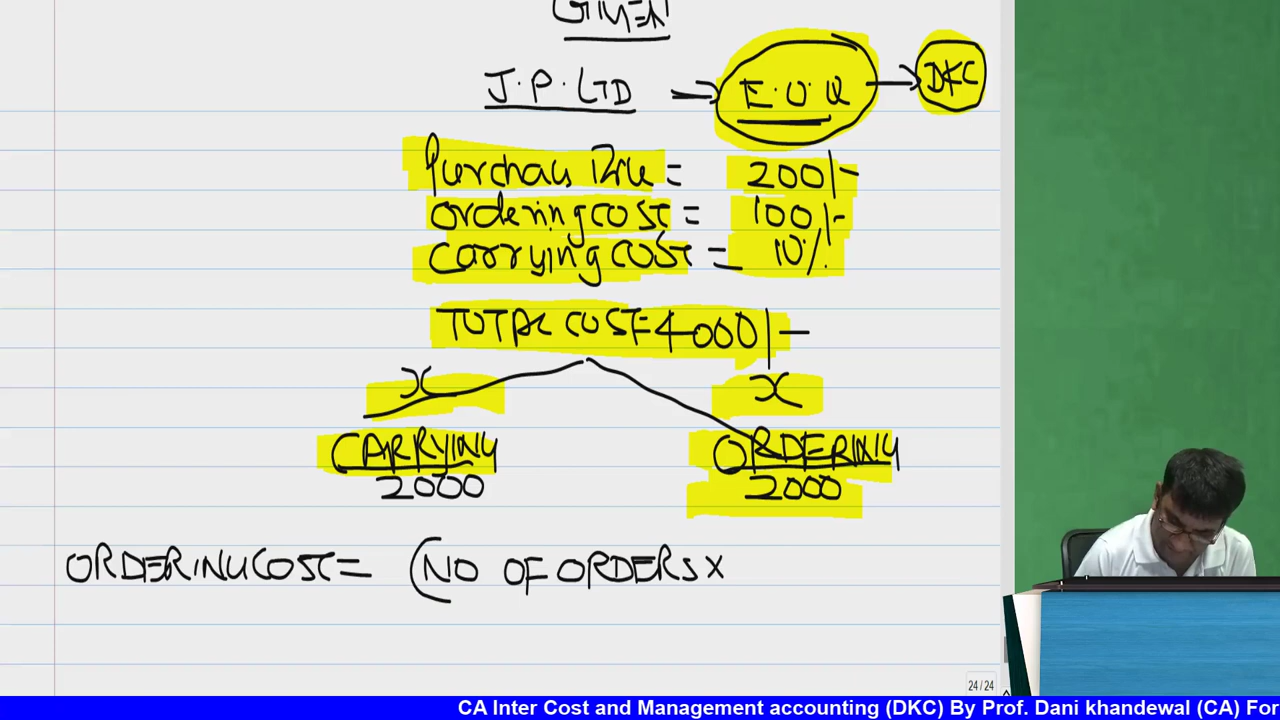 GIVEN
J.P. LTD → E.O.Q → DKC
Purchase Price = 200/-
ordering cost = 100/-
Carrying cost = 10%
TOTAL COST = 4000/-
x x
CARRYING ORDERING
2000 2000
ORDERING COST = (NO OF ORDERS x
24 / 24
CA Inter Cost and Management accounting (DKC) By Prof. Dani khandewal (CA) For